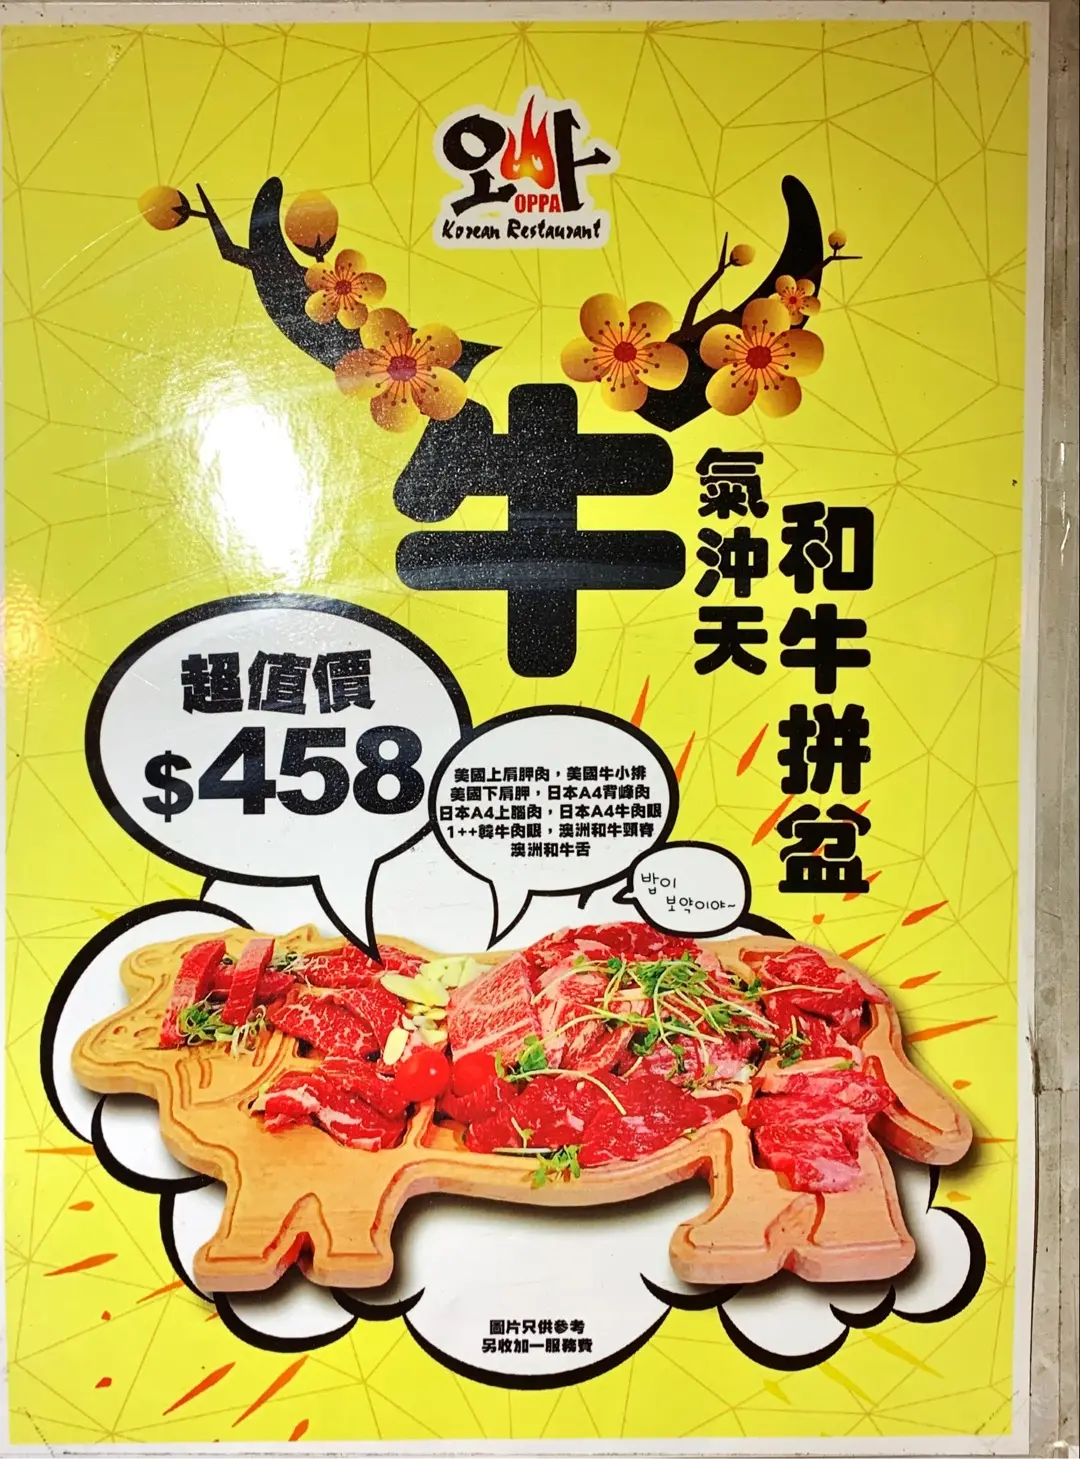 오빠
OPPA
Korean Restaurant
牛
氣沖天
和牛拼盆
超值價
$458
美國上肩胛肉，美國牛小排
美國下肩胛，日本A4背峰肉
日本A4上腦肉，日本A4牛肉眼
1++韓牛肉眼，澳洲和牛頸脊
澳洲和牛舌
밥이
보약이야~
圖片只供參考
另收加一服務費